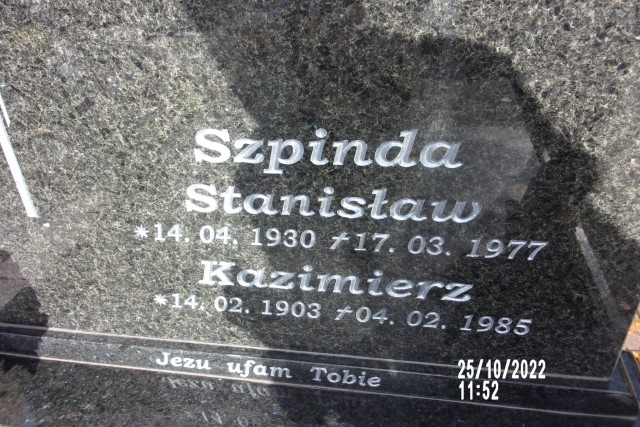 Szpinda
Stanisław
*14. 04. 1930 †17. 03. 1977
Kazimierz
*14. 02. 1903 †04. 02. 1985
Jezu ufam Tobie
25/10/2022
11:52